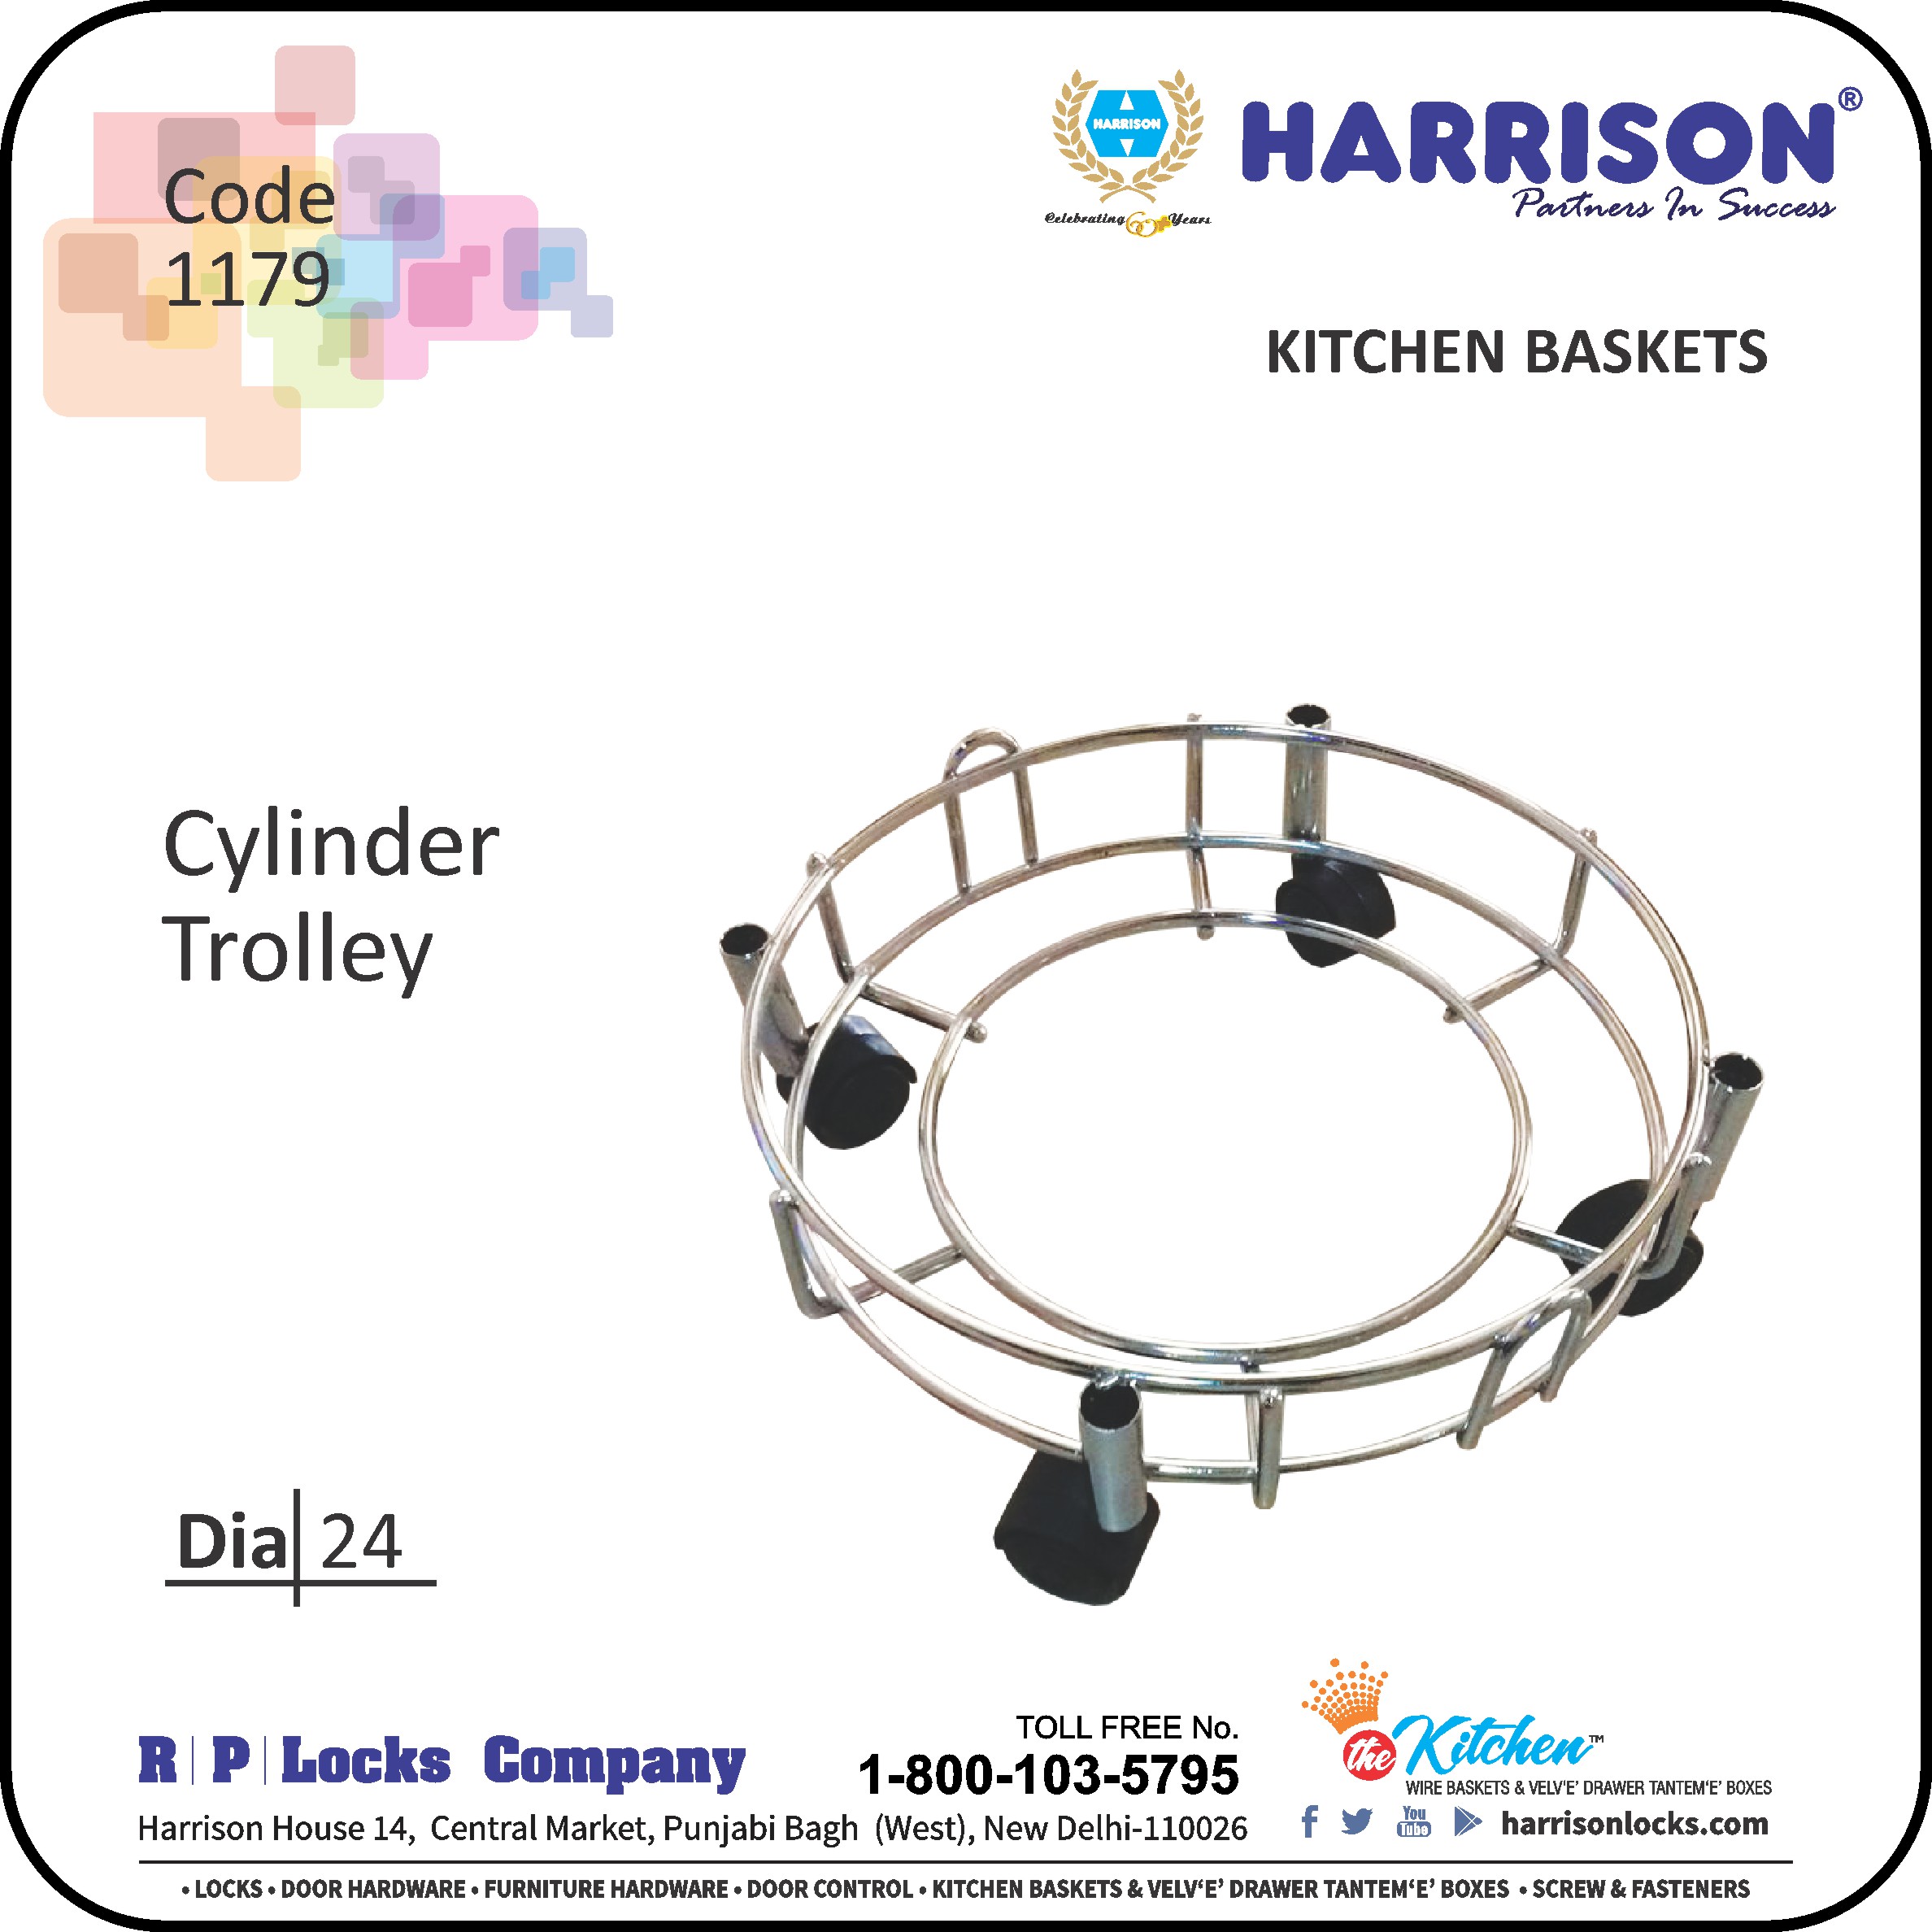 Code
1179
HARRISON
Celebrating 60+ Years
HARRISON®
Partners In Success
KITCHEN BASKETS
Cylinder
Trolley
Dia 24
R P Locks Company
TOLL FREE No.
1-800-103-5795
the Kitchen™
WIRE BASKETS & VELV'E' DRAWER TANTEM'E' BOXES
Harrison House 14, Central Market, Punjabi Bagh (West), New Delhi-110026
You Tube
harrisonlocks.com
• LOCKS • DOOR HARDWARE • FURNITURE HARDWARE • DOOR CONTROL • KITCHEN BASKETS & VELV‘E’ DRAWER TANTEM‘E’ BOXES • SCREW & FASTENERS